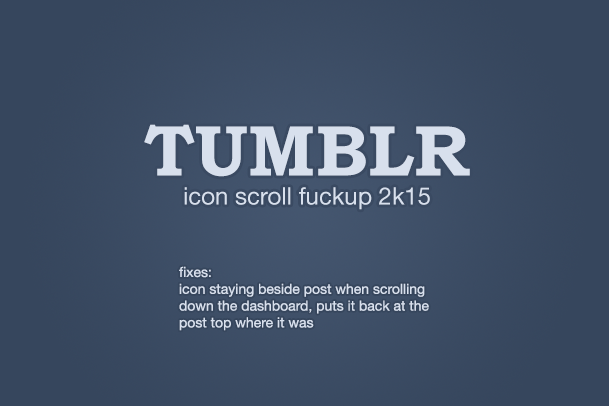 TUMBLR
icon scroll fuckup 2k15
fixes:
icon staying beside post when scrolling
down the dashboard, puts it back at the
post top where it was